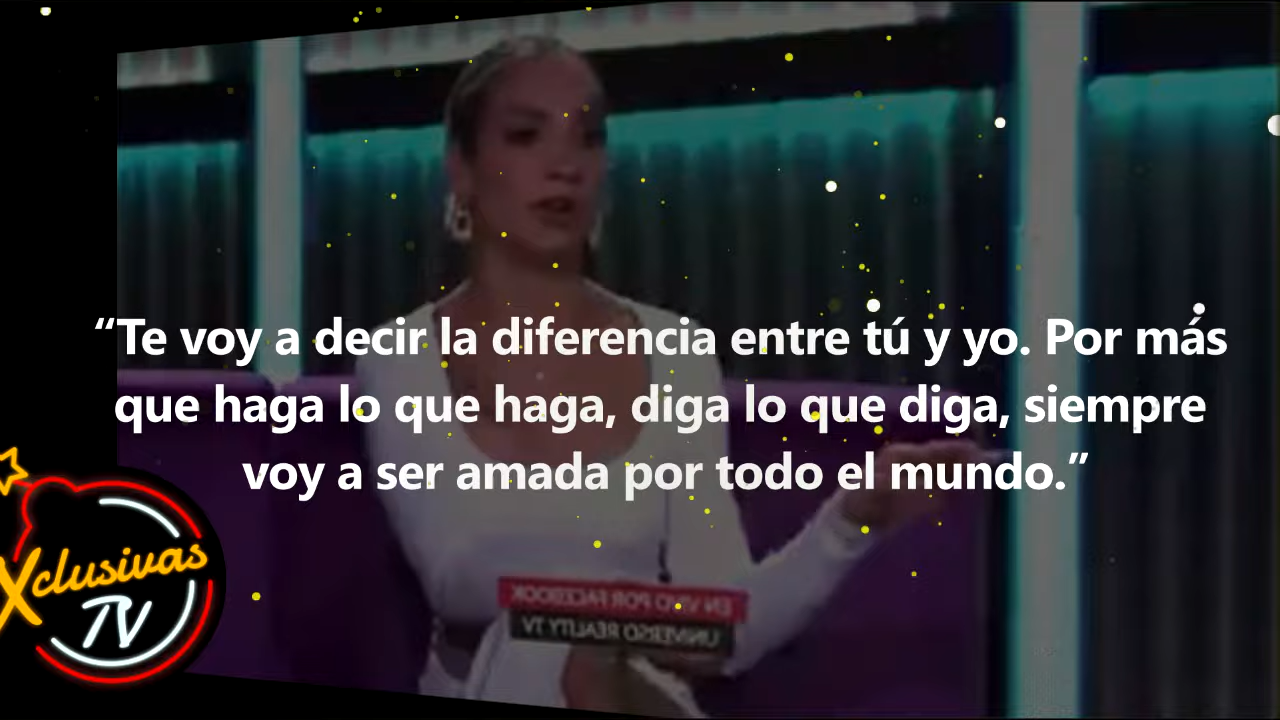 “Te voy a decir la diferencia entre tú y yo. Por más
que haga lo que haga, diga lo que diga, siempre
voy a ser amada por todo el mundo.”
Xclusivas
TV
EN VIVO POR FACEBOOK
UNIVERSO REALITY TV